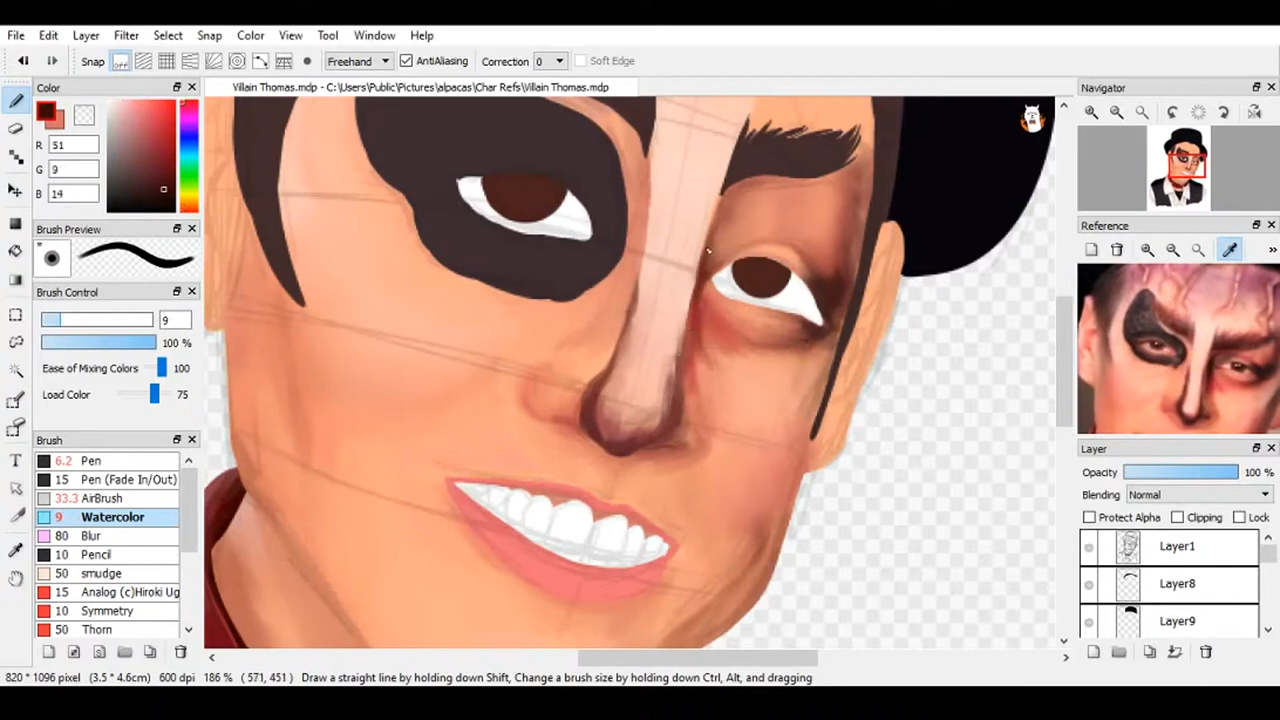 File Edit Layer Filter Select Snap Color View Tool Window Help
Snap off Freehand AntiAliasing Correction 0 Soft Edge
Color
Villain Thomas.mdp - C:\Users\Public\Pictures\alpacas\Char Refs\Villain Thomas.mdp
Navigator
R 51
G 9
B 14
Brush Preview
Reference
Brush Control
9
100 %
Ease of Mixing Colors 100
Load Color 75
Brush
6.2 Pen
15 Pen (Fade In/Out)
33.3 AirBrush
9 Watercolor
80 Blur
10 Pencil
50 smudge
15 Analog (c)Hiroki Ug
10 Symmetry
50 Thorn
Layer
Opacity 100 %
Blending Normal
Protect Alpha Clipping Lock
Layer1
Layer8
Layer9
820 * 1096 pixel (3.5 * 4.6cm) 600 dpi 186 % ( 571, 451 ) Draw a straight line by holding down Shift, Change a brush size by holding down Ctrl, Alt, and dragging